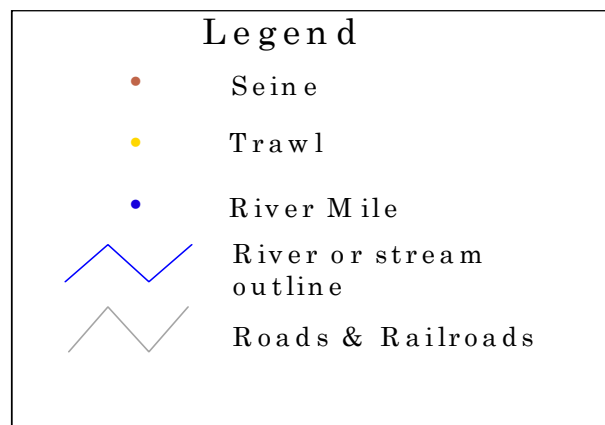 Legend
Seine
Trawl
River Mile
River or stream
outline
Roads & Railroads